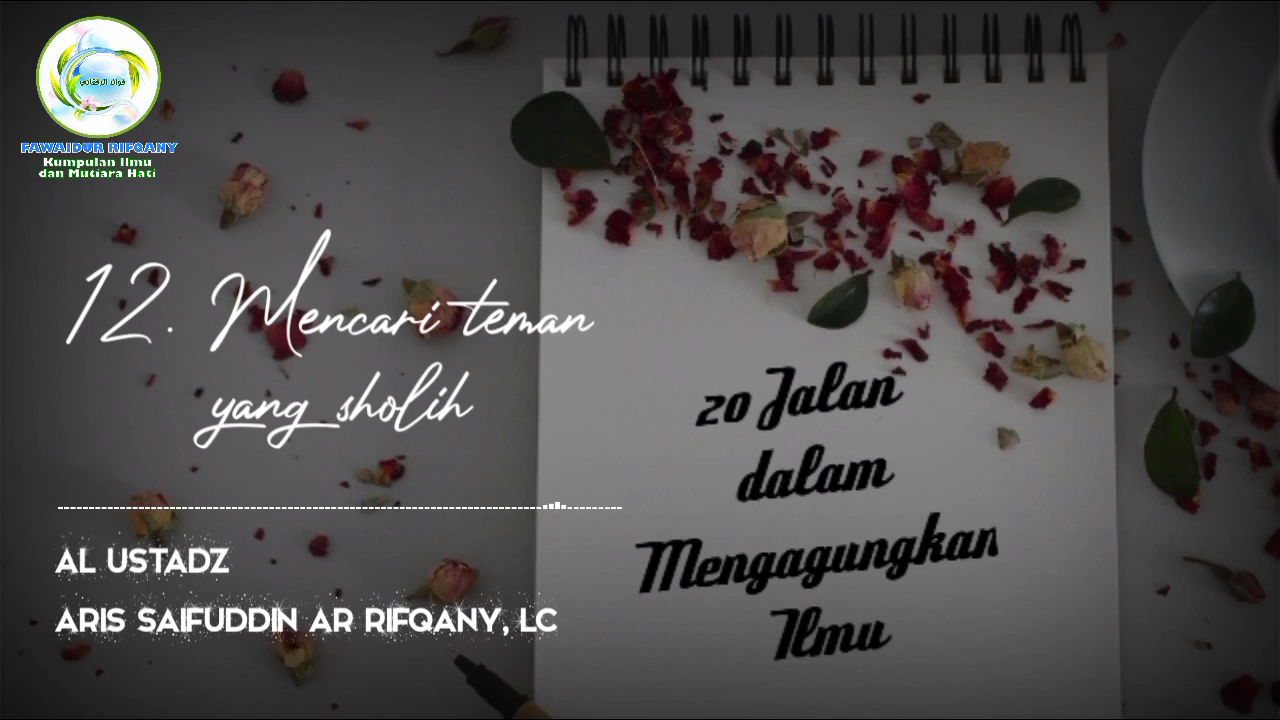 FAWAIDUR RIFQANY
Kumpulan Ilmu
dan Mutiara Hati
12. Mencari teman
yang sholih
AL USTADZ
ARIS SAIFUDDIN AR RIFQANY, LC
20 Jalan
dalam
Mengagungkan
Ilmu